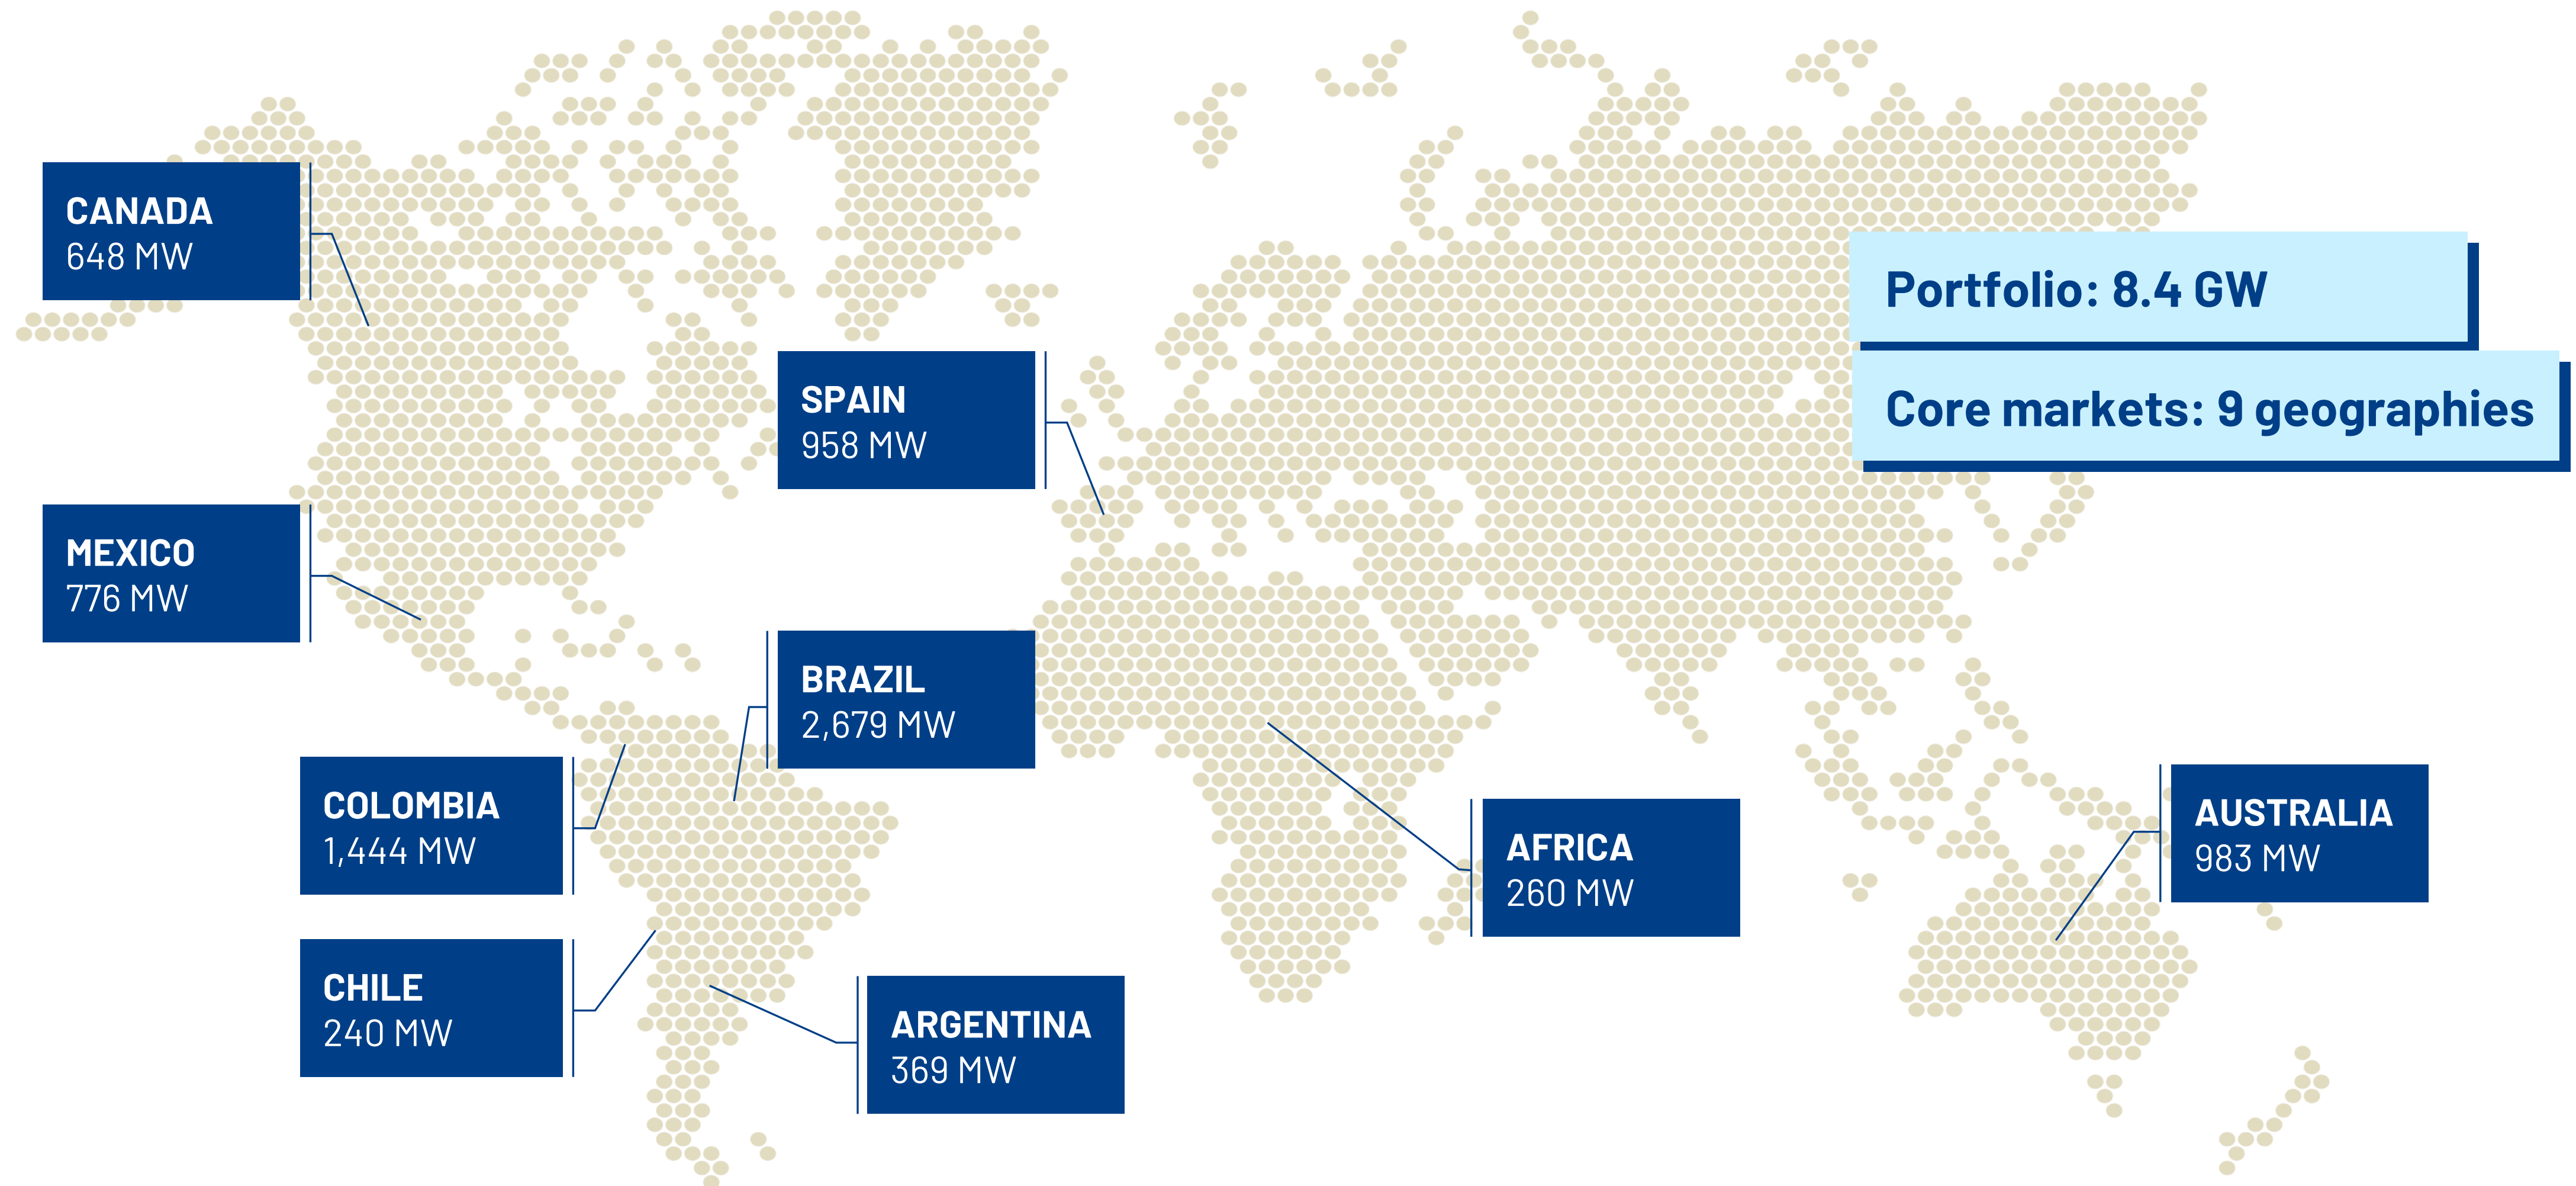 CANADA
648 MW
Portfolio: 8.4 GW
Core markets: 9 geographies
SPAIN
958 MW
MEXICO
776 MW
BRAZIL
2,679 MW
COLOMBIA
1,444 MW
AFRICA
260 MW
AUSTRALIA
983 MW
CHILE
240 MW
ARGENTINA
369 MW